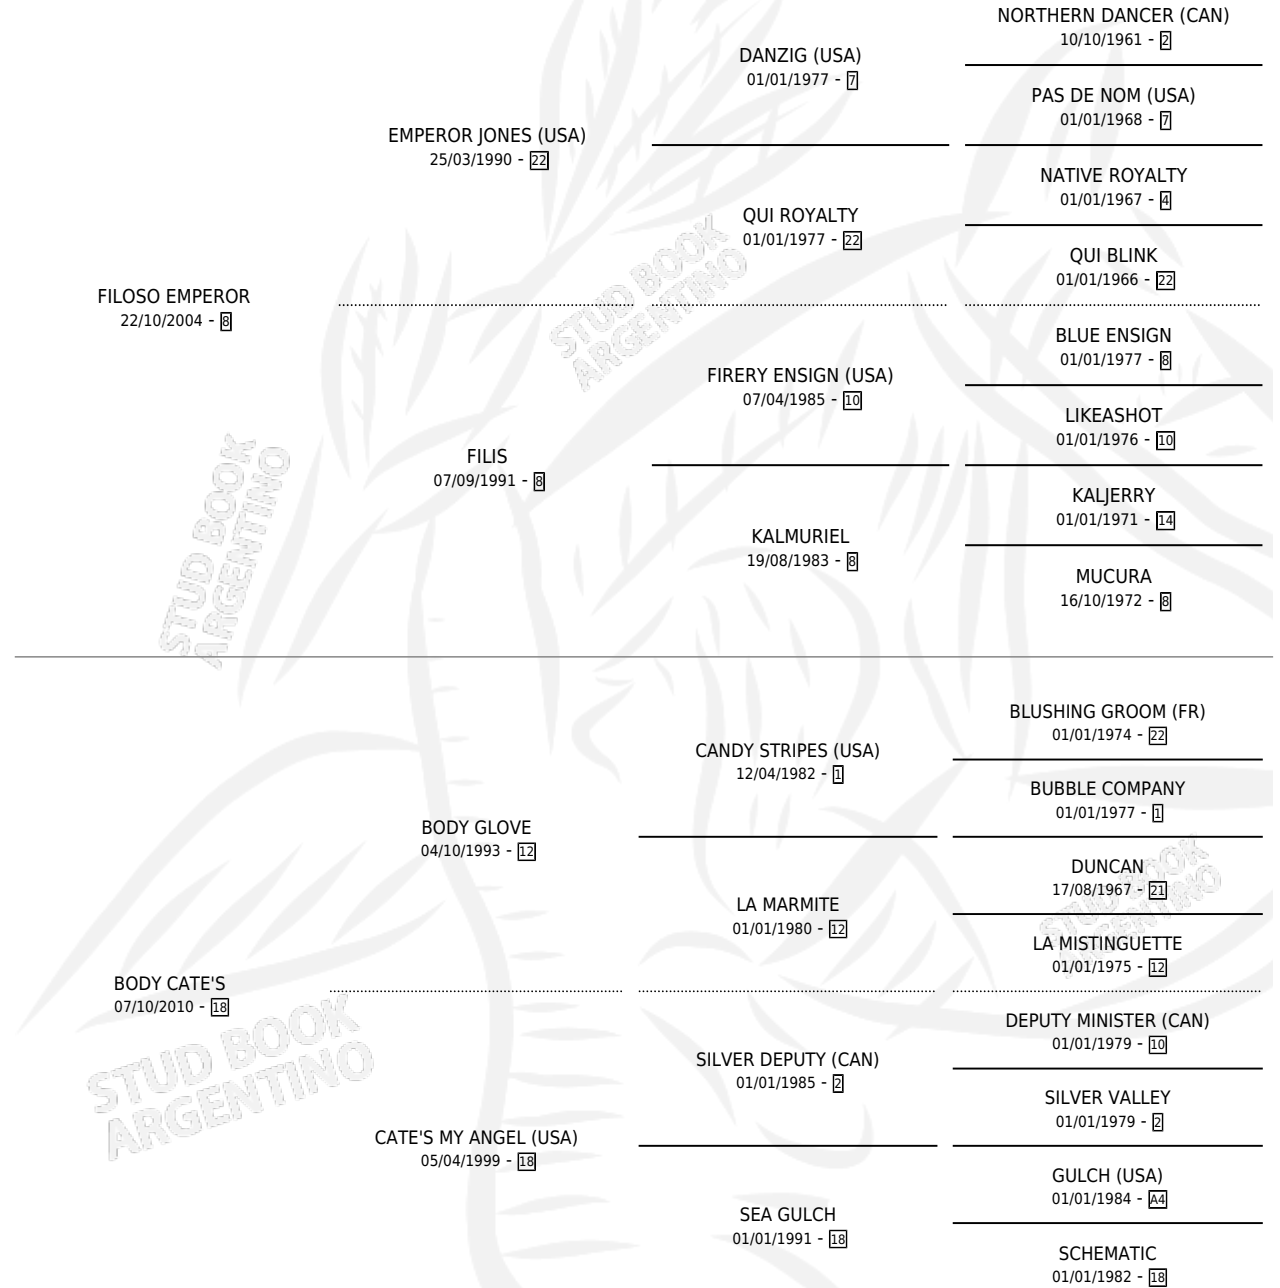 NORTHERN DANCER (CAN)
10/10/1961 - 2
DANZIG (USA)
01/01/1977 - 7
PAS DE NOM (USA)
01/01/1968 - 7
EMPEROR JONES (USA)
25/03/1990 - 22
NATIVE ROYALTY
01/01/1967 - 4
QUI ROYALTY
01/01/1977 - 22
QUI BLINK
01/01/1966 - 22
FILOSO EMPEROR
22/10/2004 - 8
BLUE ENSIGN
01/01/1977 - 8
FIRERY ENSIGN (USA)
07/04/1985 - 10
LIKEASHOT
01/01/1976 - 10
FILIS
07/09/1991 - 8
KALJERRY
01/01/1971 - 14
KALMURIEL
19/08/1983 - 8
MUCURA
16/10/1972 - 8
BLUSHING GROOM (FR)
01/01/1974 - 22
CANDY STRIPES (USA)
12/04/1982 - 1
BUBBLE COMPANY
01/01/1977 - 1
BODY GLOVE
04/10/1993 - 12
DUNCAN
17/08/1967 - 21
LA MARMITE
01/01/1980 - 12
LA MISTINGUETTE
01/01/1975 - 12
BODY CATE'S
07/10/2010 - 18
DEPUTY MINISTER (CAN)
01/01/1979 - 10
SILVER DEPUTY (CAN)
01/01/1985 - 2
SILVER VALLEY
01/01/1979 - 2
CATE'S MY ANGEL (USA)
05/04/1999 - 18
GULCH (USA)
01/01/1984 - A4
SEA GULCH
01/01/1991 - 18
SCHEMATIC
01/01/1982 - 18
STUD BOOK
ARGENTINO
STUD BOOK
ARGENTINO
STUD BOOK
ARGENTINO
STUD BOOK
ARGENTINO